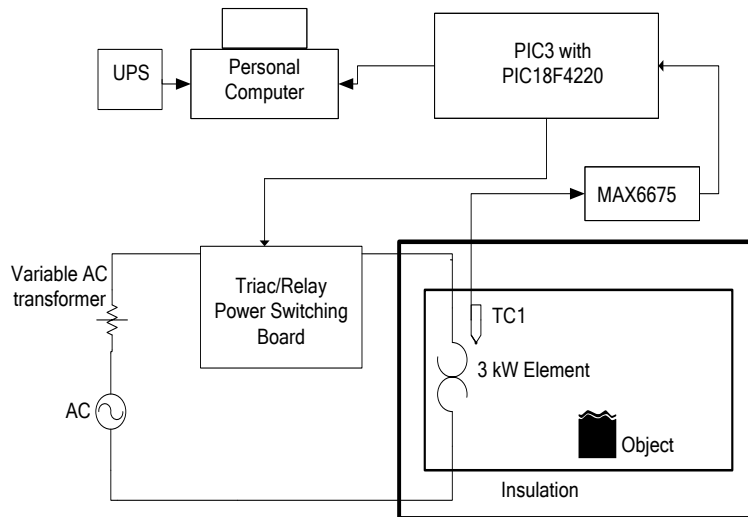 UPS
Personal
Computer
PIC3 with
PIC18F4220
MAX6675
Variable AC
transformer
Triac/Relay
Power Switching
Board
TC1
3 kW Element
AC
Object
Insulation